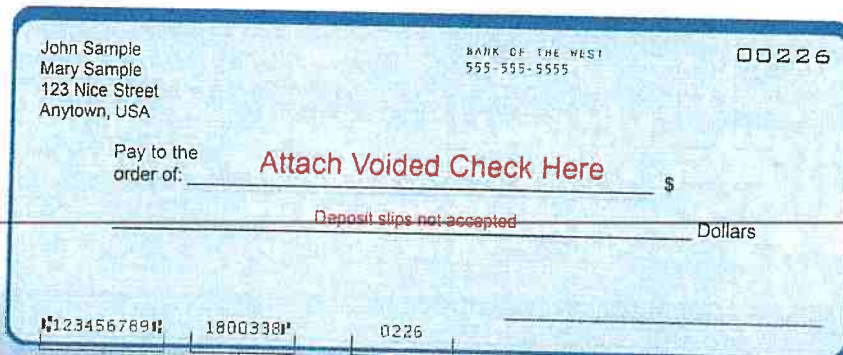 John Sample
Mary Sample
123 Nice Street
Anytown, USA
BANK OF THE WEST
555-555-5555
00226
Pay to the
order of:
Attach Voided Check Here
$
Deposit slips not accepted
Dollars
⑆123456789⑆ 1800338⑈ 0226